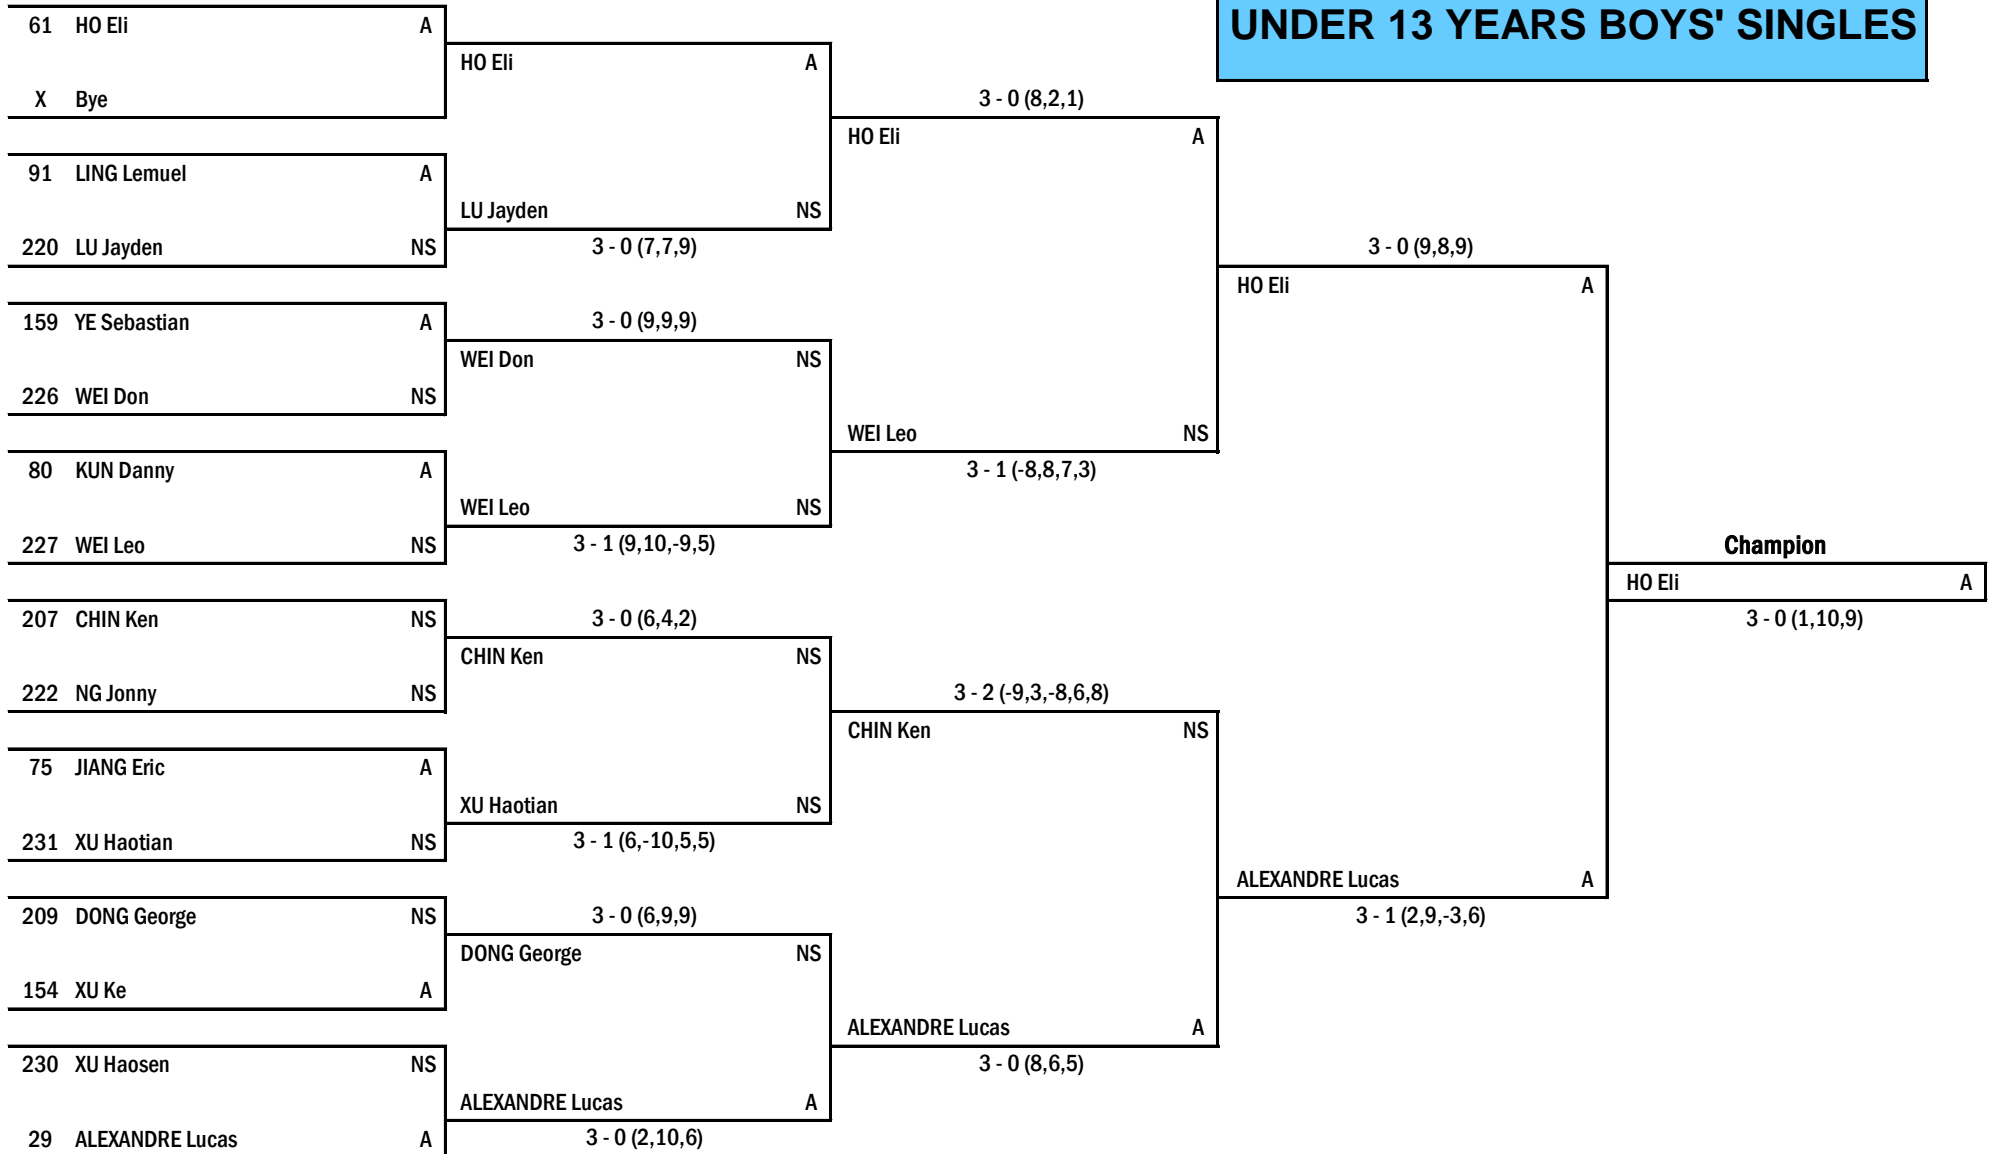 UNDER 13 YEARS BOYS' SINGLES
61 HO Eli A
HO Eli A
X Bye
3 - 0 (8,2,1)
HO Eli A
91 LING Lemuel A
LU Jayden NS
220 LU Jayden NS
3 - 0 (7,7,9)
3 - 0 (9,8,9)
HO Eli A
159 YE Sebastian A
3 - 0 (9,9,9)
WEI Don NS
226 WEI Don NS
WEI Leo NS
80 KUN Danny A
3 - 1 (-8,8,7,3)
WEI Leo NS
227 WEI Leo NS
3 - 1 (9,10,-9,5)
Champion
HO Eli A
3 - 0 (1,10,9)
207 CHIN Ken NS
3 - 0 (6,4,2)
CHIN Ken NS
222 NG Jonny NS
3 - 2 (-9,3,-8,6,8)
CHIN Ken NS
75 JIANG Eric A
XU Haotian NS
231 XU Haotian NS
3 - 1 (6,-10,5,5)
ALEXANDRE Lucas A
209 DONG George NS
3 - 0 (6,9,9)
3 - 1 (2,9,-3,6)
DONG George NS
154 XU Ke A
ALEXANDRE Lucas A
230 XU Haosen NS
3 - 0 (8,6,5)
ALEXANDRE Lucas A
29 ALEXANDRE Lucas A
3 - 0 (2,10,6)